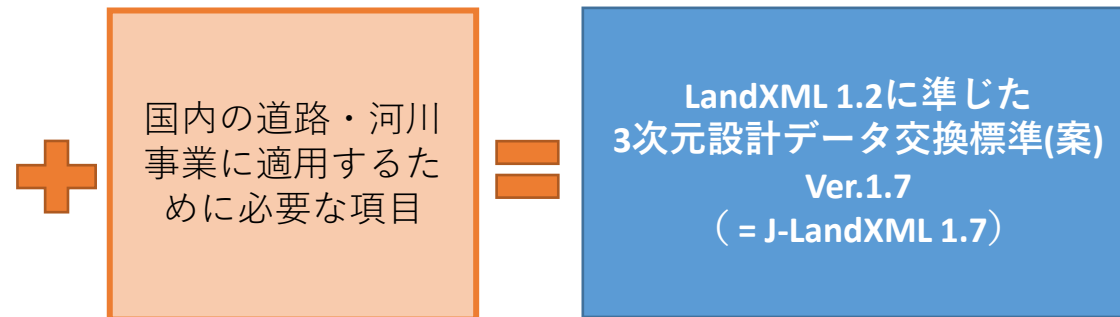 国内の道路・河川
事業に適用するた
めに必要な項目
LandXML 1.2に準じた
3次元設計データ交換標準(案)
Ver.1.7
（ = J-LandXML 1.7）